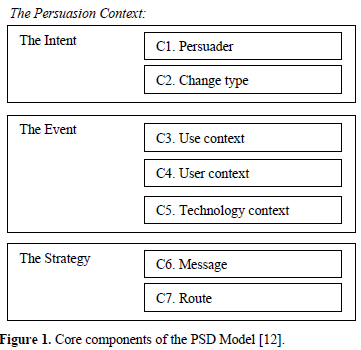 The Persuasion Context:
The Intent
C1. Persuader
C2. Change type
The Event
C3. Use context
C4. User context
C5. Technology context
The Strategy
C6. Message
C7. Route
Figure 1. Core components of the PSD Model [12].